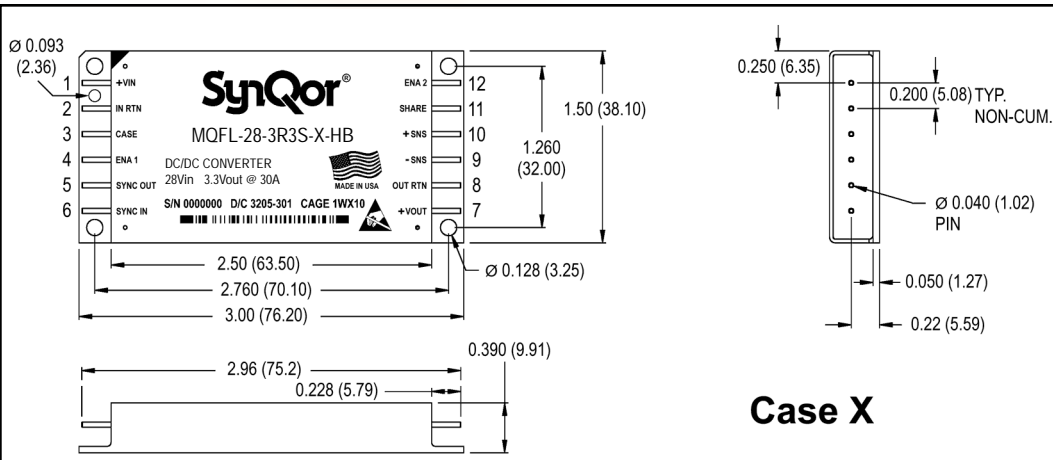 Ø 0.093
(2.36)
1
2
3
4
5
6
+VIN
IN RTN
CASE
ENA 1
SYNC OUT
SYNC IN
SynQor®
MQFL-28-3R3S-X-HB
DC/DC CONVERTER
28Vin 3.3Vout @ 30A
MADE IN USA
S/N 0000000 D/C 3205-301 CAGE 1WX10
ENA 2
SHARE
+SNS
-SNS
OUT RTN
+VOUT
12
11
10
9
8
7
1.50 (38.10)
1.260
(32.00)
2.50 (63.50)
2.760 (70.10)
3.00 (76.20)
Ø 0.128 (3.25)
0.250 (6.35)
0.200 (5.08) TYP.
NON-CUM.
Ø 0.040 (1.02)
PIN
0.050 (1.27)
0.22 (5.59)
2.96 (75.2)
0.228 (5.79)
0.390 (9.91)
Case X